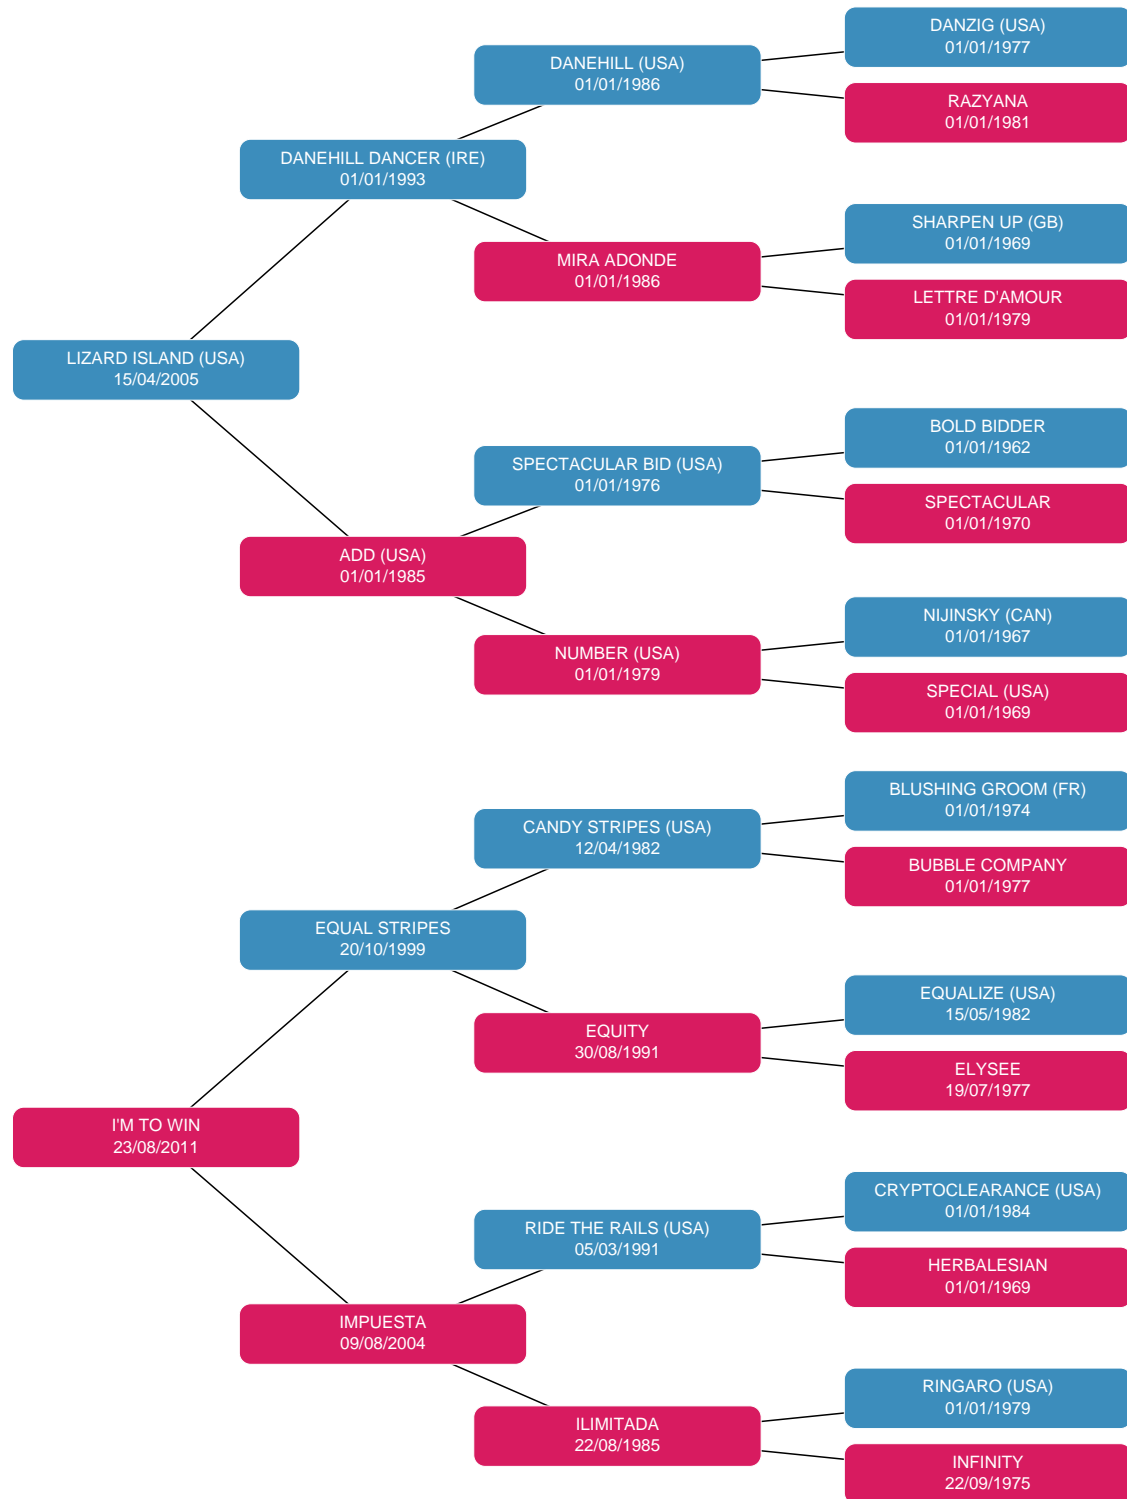 DANZIG (USA)
01/01/1977
DANEHILL (USA)
01/01/1986
RAZYANA
01/01/1981
DANEHILL DANCER (IRE)
01/01/1993
SHARPEN UP (GB)
01/01/1969
MIRA ADONDE
01/01/1986
LETTRE D'AMOUR
01/01/1979
LIZARD ISLAND (USA)
15/04/2005
BOLD BIDDER
01/01/1962
SPECTACULAR BID (USA)
01/01/1976
SPECTACULAR
01/01/1970
ADD (USA)
01/01/1985
NIJINSKY (CAN)
01/01/1967
NUMBER (USA)
01/01/1979
SPECIAL (USA)
01/01/1969
BLUSHING GROOM (FR)
01/01/1974
CANDY STRIPES (USA)
12/04/1982
BUBBLE COMPANY
01/01/1977
EQUAL STRIPES
20/10/1999
EQUALIZE (USA)
15/05/1982
EQUITY
30/08/1991
ELYSEE
19/07/1977
I'M TO WIN
23/08/2011
CRYPTOCLEARANCE (USA)
01/01/1984
RIDE THE RAILS (USA)
05/03/1991
HERBALESIAN
01/01/1969
IMPUESTA
09/08/2004
RINGARO (USA)
01/01/1979
ILIMITADA
22/08/1985
INFINITY
22/09/1975